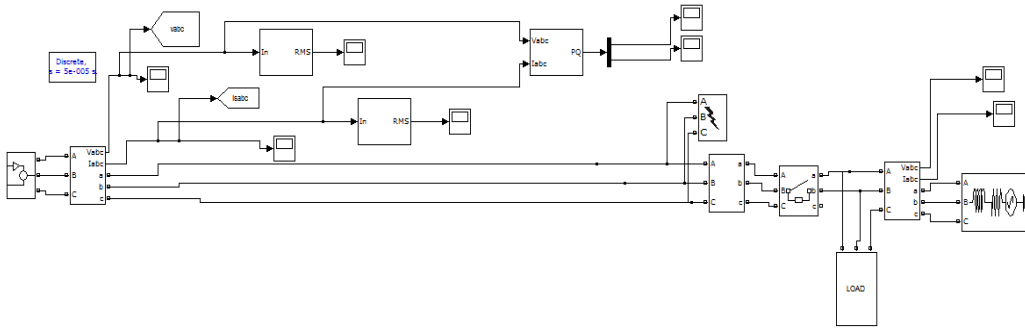 vabc
Discrete,
s = 5e-005 s.
In RMS
Vabc
Iabc
PQ
Isabc
In RMS
A
B
C
A
B
C
Vabc
Iabc
a
b
c
A
B
C
a
b
c
A
B
C
a
b
c
A
B
C
Vabc
Iabc
a
b
c
A
B
C
LOAD